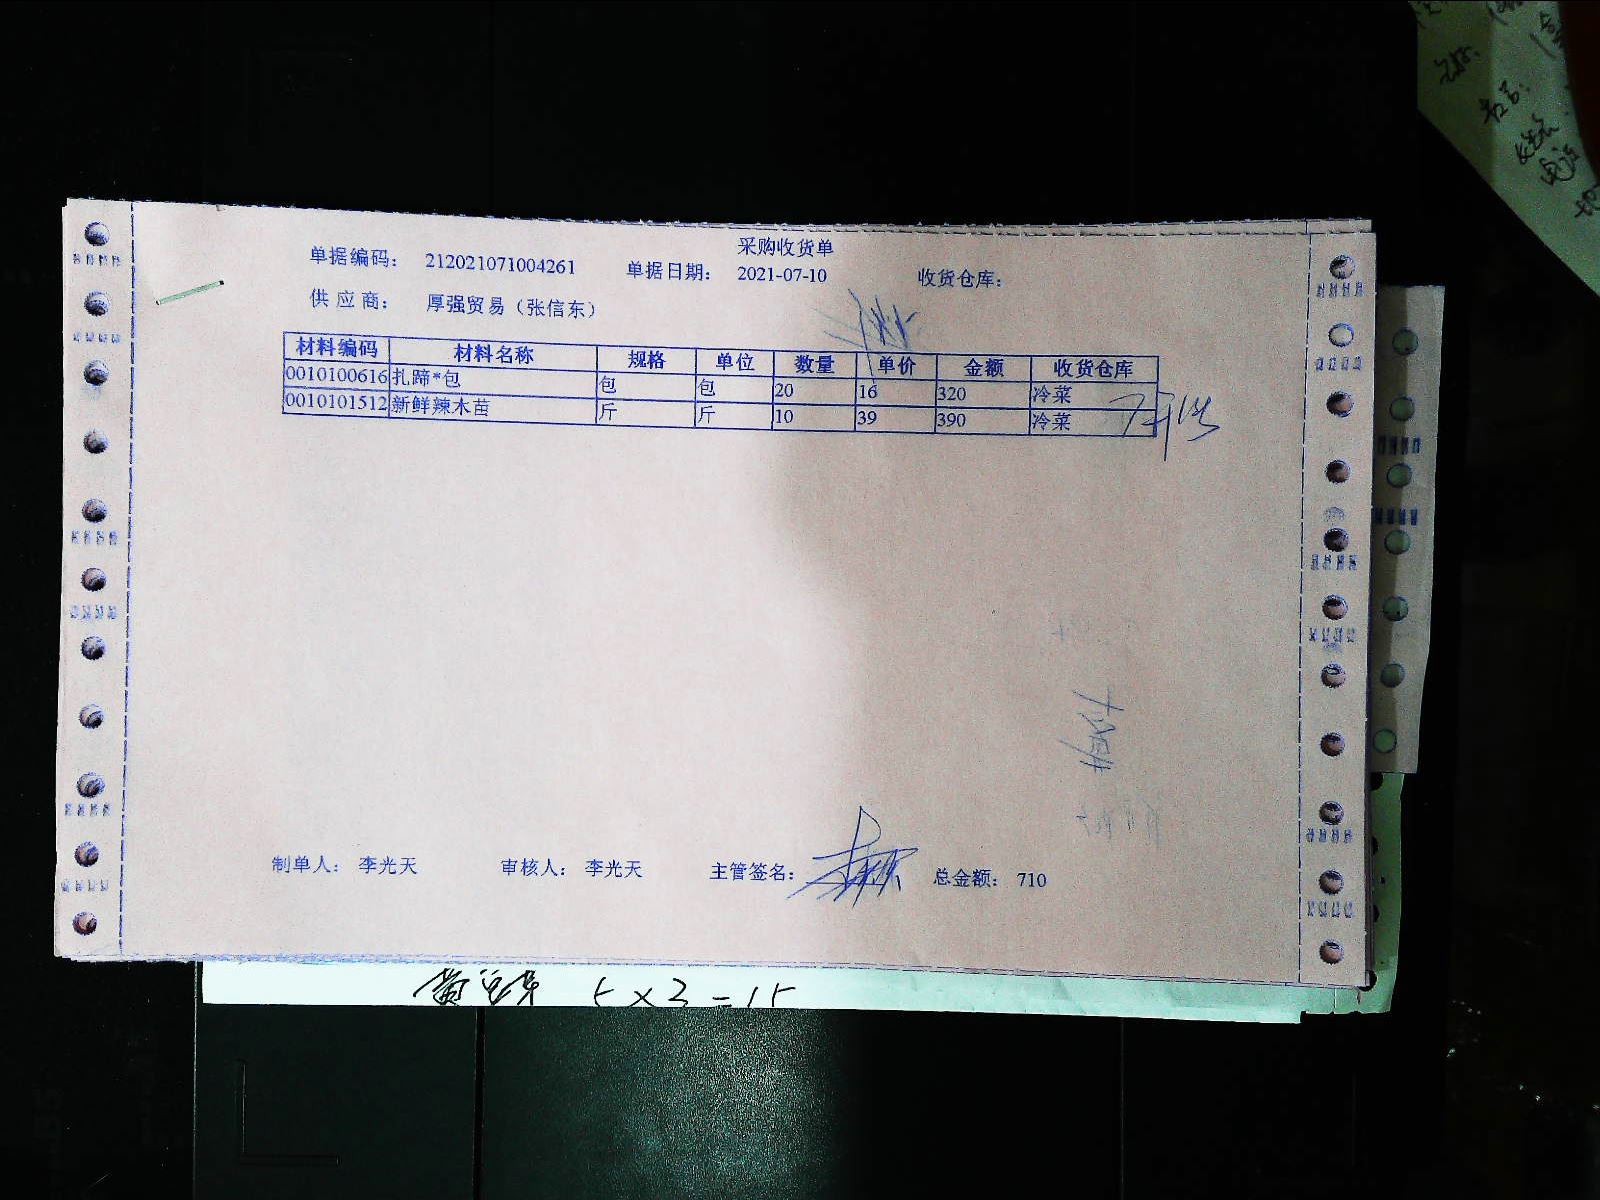 采购收货单
单据编码： 212021071004261 单据日期： 2021-07-10 收货仓库：
供应商： 厚强贸易（张信东）
材料编码 材料名称 规格 单位 数量 单价 金额 收货仓库
0010100616 扎蹄*包 包 包 20 16 320 冷菜
0010101512 新鲜辣木苗 斤 斤 10 39 390 冷菜
制单人： 李光天 审核人： 李光天 主管签名： 总金额： 710
5×3=15